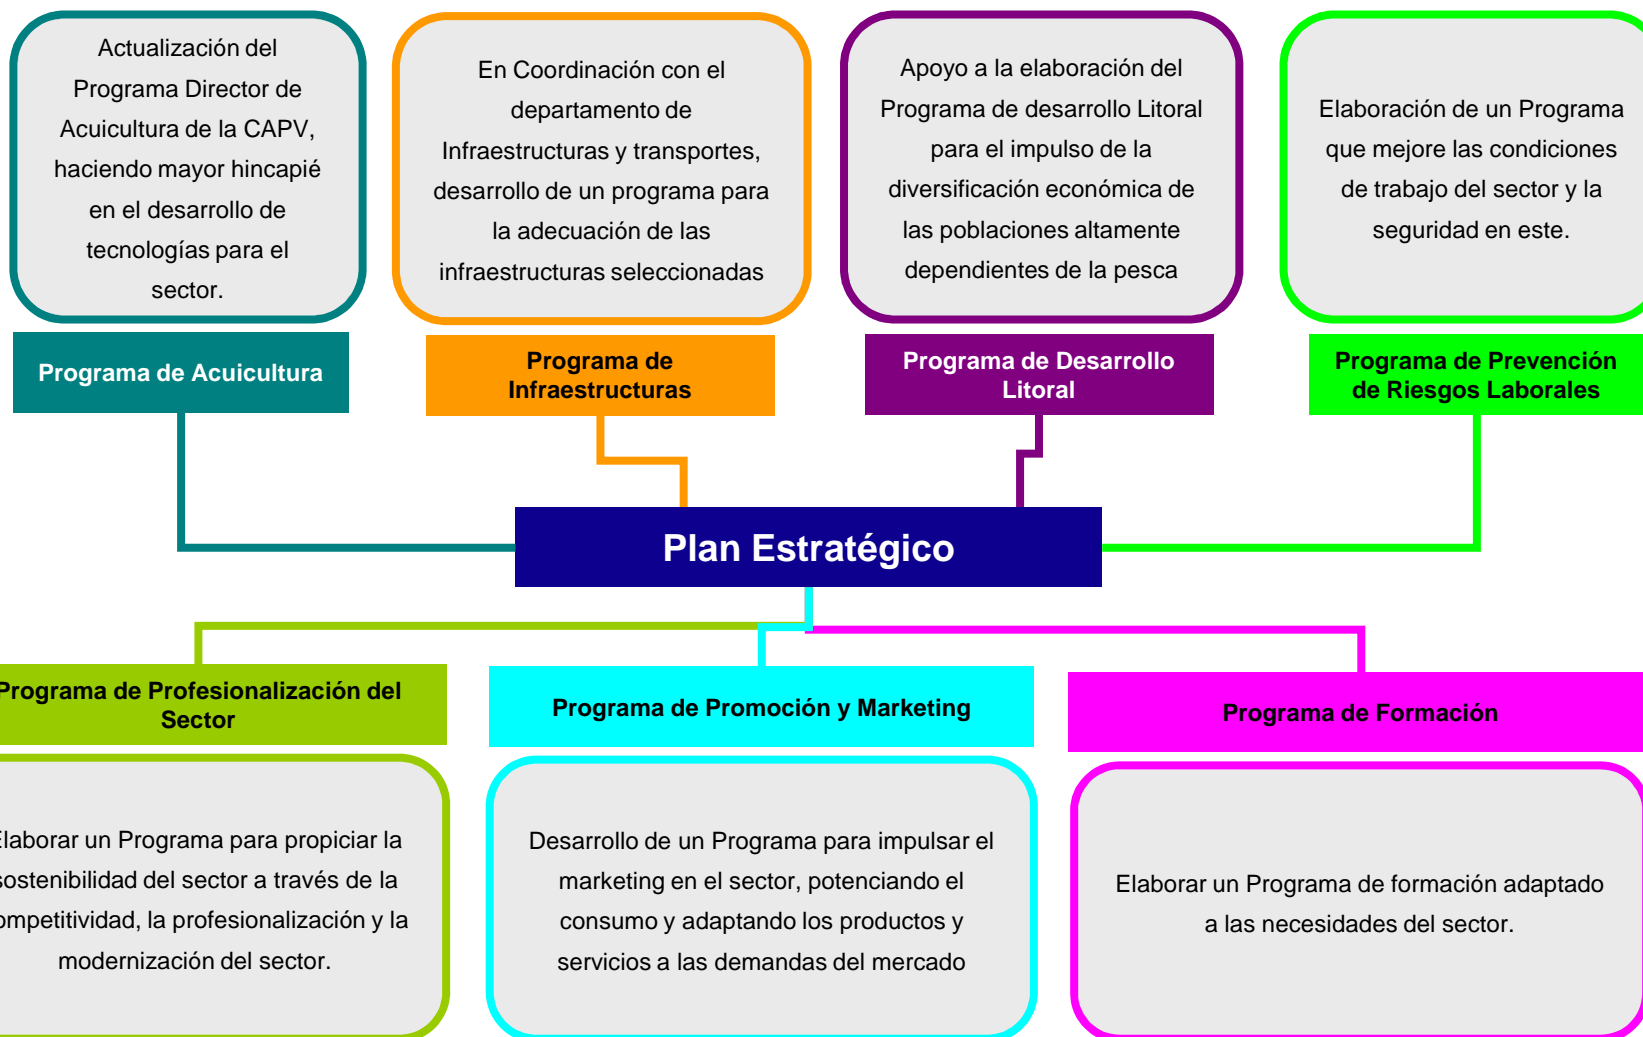 Actualización del
Programa Director de
Acuicultura de la CAPV,
haciendo mayor hincapié
en el desarrollo de
tecnologías para el
sector.
En Coordinación con el
departamento de
Infraestructuras y transportes,
desarrollo de un programa para
la adecuación de las
infraestructuras seleccionadas
Apoyo a la elaboración del
Programa de desarrollo Litoral
para el impulso de la
diversificación económica de
las poblaciones altamente
dependientes de la pesca
Elaboración de un Programa
que mejore las condiciones
de trabajo del sector y la
seguridad en este.
Programa de Acuicultura
Programa de
Infraestructuras
Programa de Desarrollo
Litoral
Programa de Prevención
de Riesgos Laborales
Plan Estratégico
Programa de Profesionalización del
Sector
Programa de Promoción y Marketing
Programa de Formación
Elaborar un Programa para propiciar la
sostenibilidad del sector a través de la
ompetitividad, la profesionalización y la
modernización del sector.
Desarrollo de un Programa para impulsar el
marketing en el sector, potenciando el
consumo y adaptando los productos y
servicios a las demandas del mercado
Elaborar un Programa de formación adaptado
a las necesidades del sector.